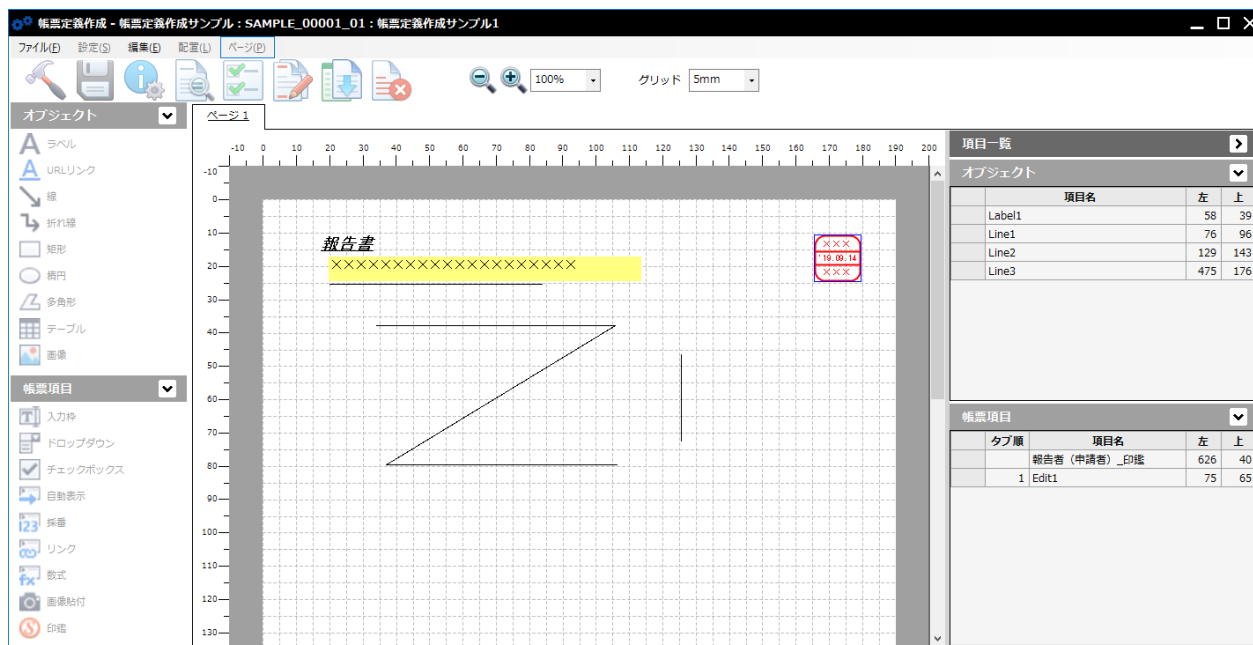 帳票定義作成 - 帳票定義作成サンプル : SAMPLE_00001_01 : 帳票定義作成サンプル1
ファイル(F) 設定(S) 編集(E) 配置(L) ページ(P)
100% グリッド 5mm
オブジェクト
ラベル
URLリンク
線
折れ線
矩形
楕円
多角形
テーブル
画像
帳票項目
入力枠
ドロップダウン
チェックボックス
自動表示
採番
リンク
数式
画像貼付
印鑑
ページ 1
-10 0 10 20 30 40 50 60 70 80 90 100 110 120 130 140 150 160 170 180 190 200
-10
0
10
20
30
40
50
60
70
80
90
100
110
120
130
報告書
×××××××××××××××××××
×××
'19.09.14
×××
項目一覧
オブジェクト
項目名 左 上
Label1 58 39
Line1 76 96
Line2 129 143
Line3 475 176
帳票項目
タブ順 項目名 左 上
報告者（申請者）_印鑑 626 40
1 Edit1 75 65